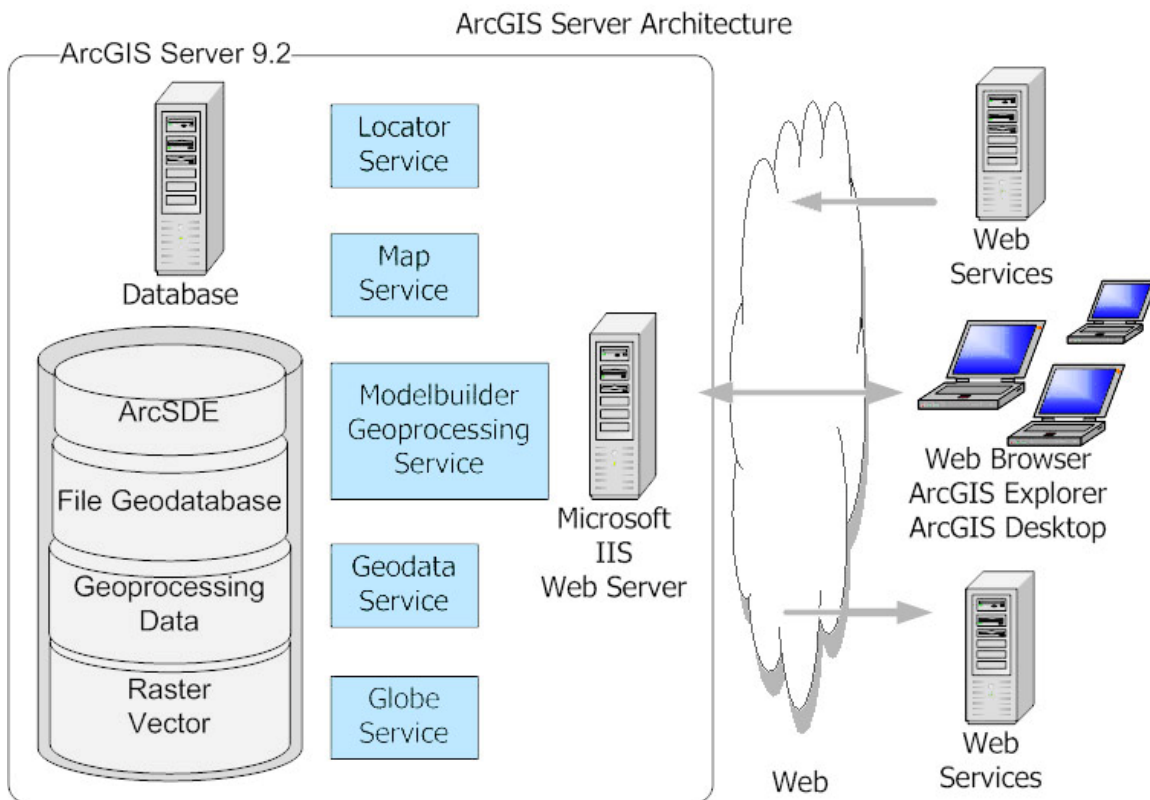 ArcGIS Server Architecture
ArcGIS Server 9.2
Database
ArcSDE
File Geodatabase
Geoprocessing
Data
Raster
Vector
Locator
Service
Map
Service
Modelbuilder
Geoprocessing
Service
Geodata
Service
Globe
Service
Microsoft
IIS
Web Server
Web
Web
Services
Web Browser
ArcGIS Explorer
ArcGIS Desktop
Web
Services